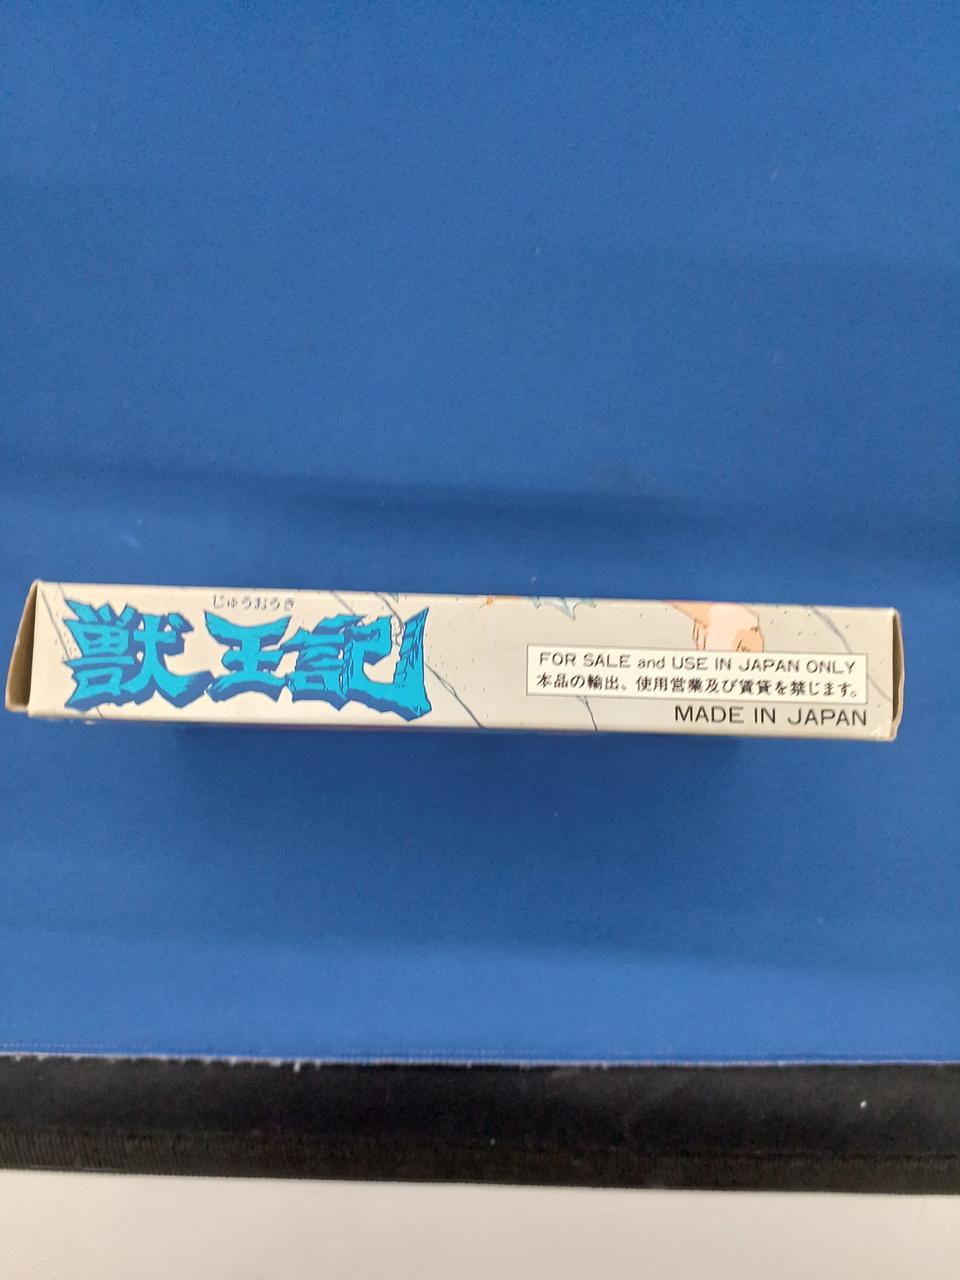 じゅうおうき
獣王記
FOR SALE and USE IN JAPAN ONLY
本品の輸出、使用営業及び賃貸を禁じます。
MADE IN JAPAN